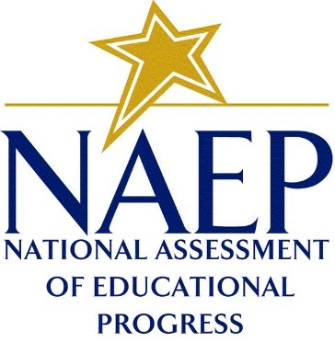 NAEP
NATIONAL ASSESSMENT
OF EDUCATIONAL
PROGRESS